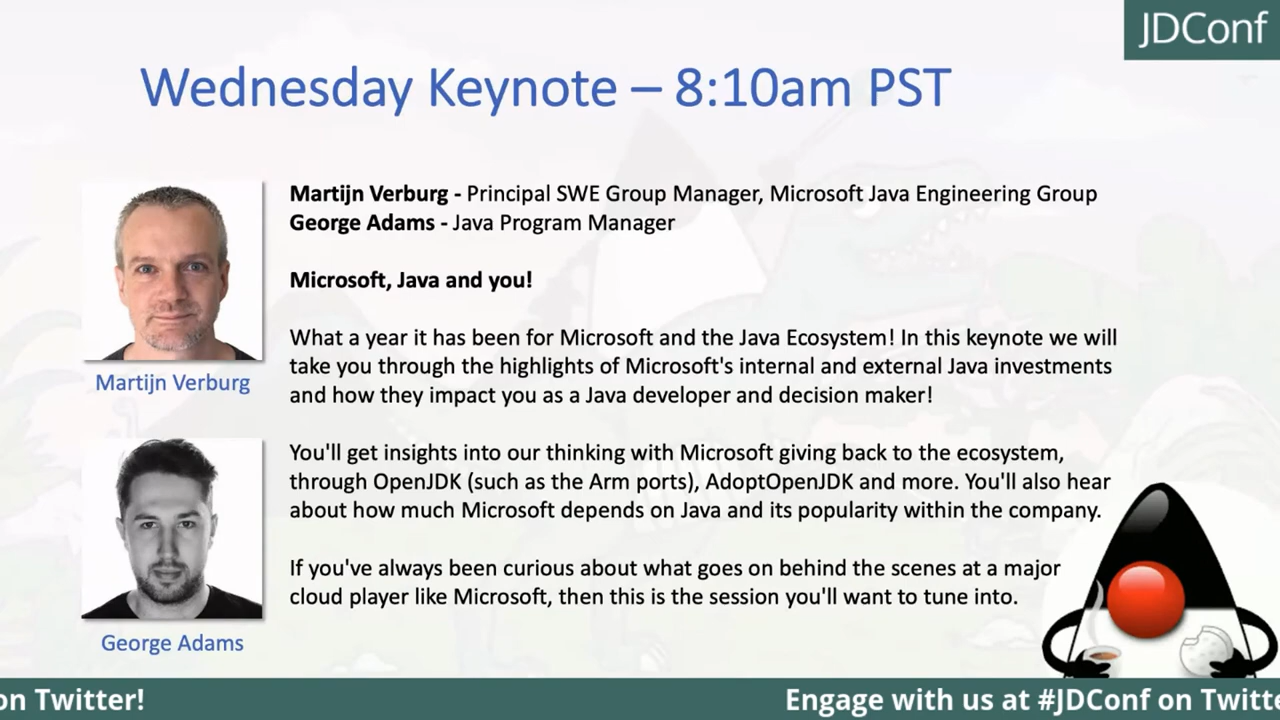 JDConf
Wednesday Keynote – 8:10am PST
Martijn Verburg - Principal SWE Group Manager, Microsoft Java Engineering Group
George Adams - Java Program Manager
Microsoft, Java and you!
What a year it has been for Microsoft and the Java Ecosystem! In this keynote we will
take you through the highlights of Microsoft's internal and external Java investments
and how they impact you as a Java developer and decision maker!
Martijn Verburg
You'll get insights into our thinking with Microsoft giving back to the ecosystem,
through OpenJDK (such as the Arm ports), AdoptOpenJDK and more. You'll also hear
about how much Microsoft depends on Java and its popularity within the company.
If you've always been curious about what goes on behind the scenes at a major
cloud player like Microsoft, then this is the session you'll want to tune into.
George Adams
on Twitter!
Engage with us at #JDConf on Twitte